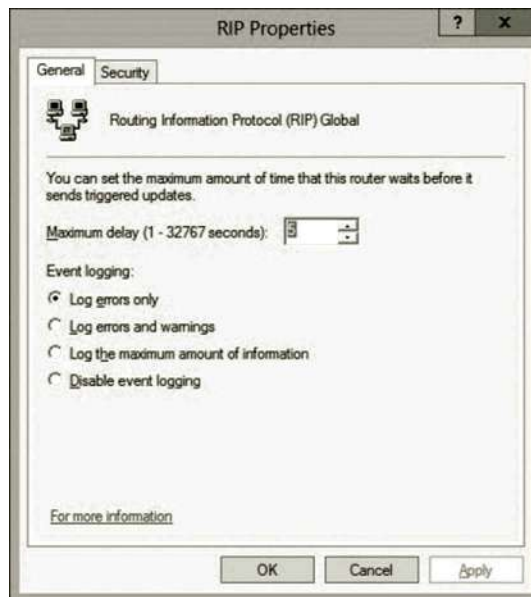 RIP Properties
?
x
General
Security
Routing Information Protocol (RIP) Global
You can set the maximum amount of time that this router waits before it
sends triggered updates.
Maximum delay (1 - 32767 seconds):
Event logging:
Log errors only
Log errors and warnings
Log the maximum amount of information
Disable event logging
For more information
OK
Cancel
Apply